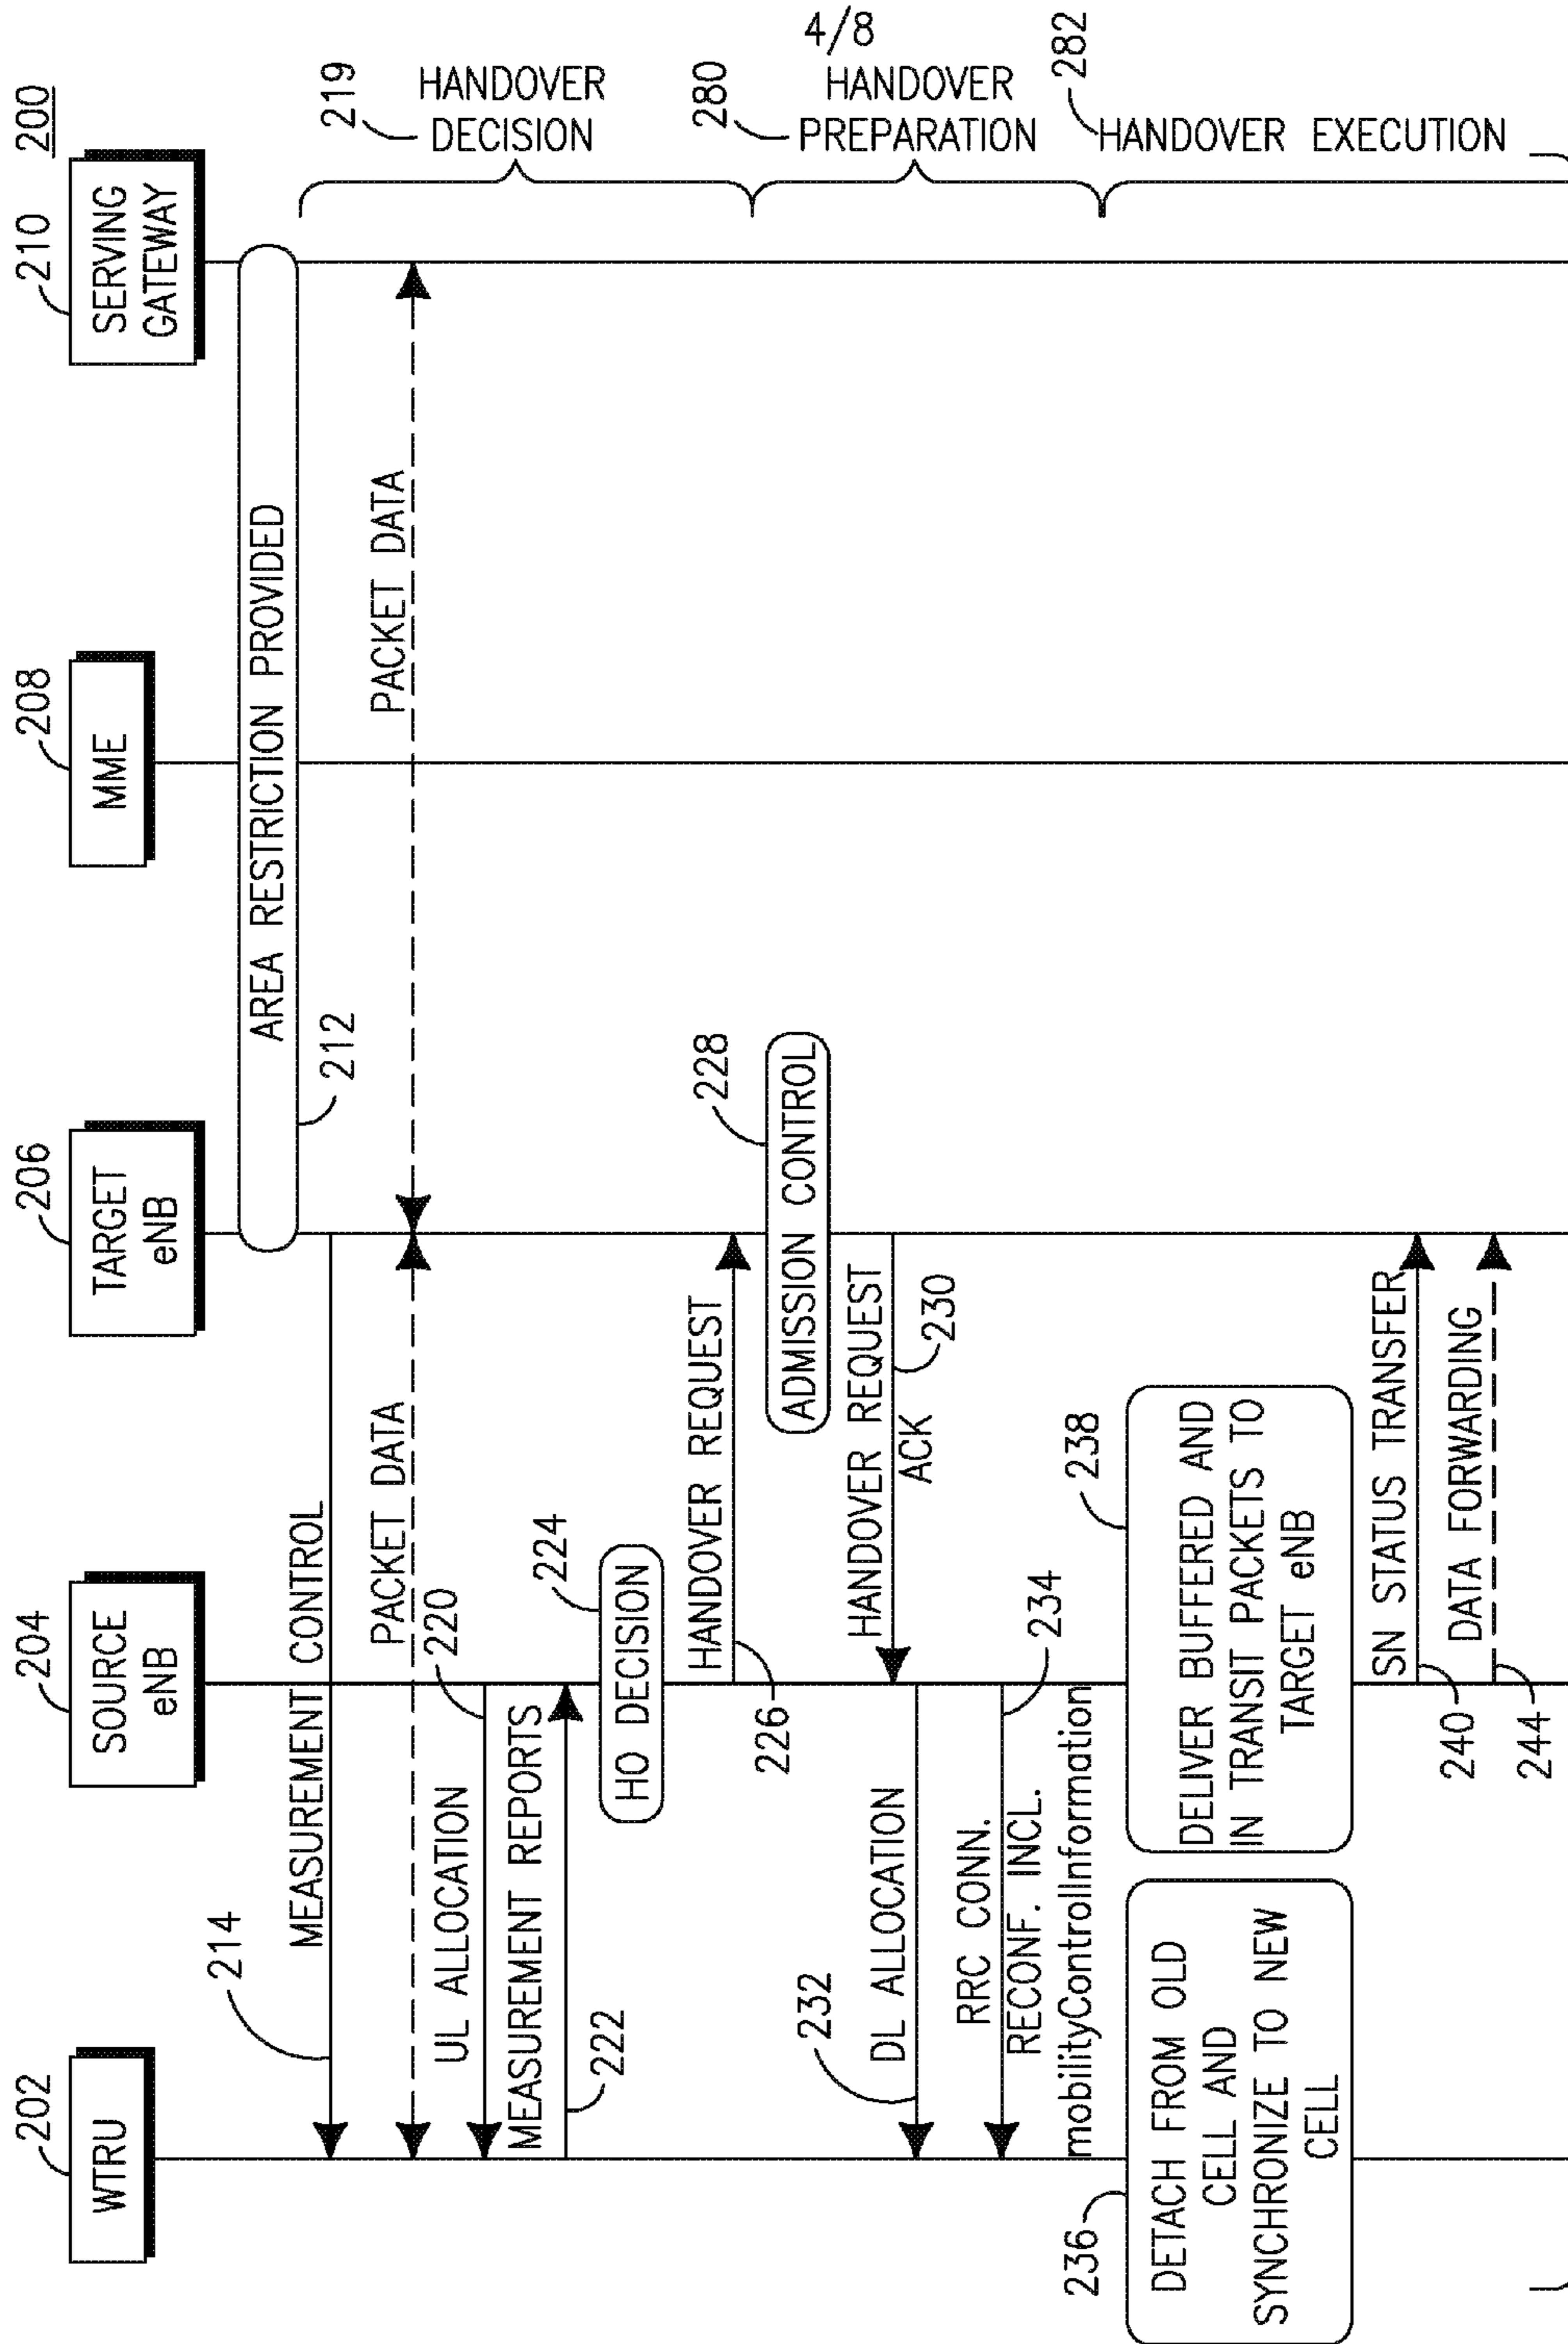 4/8
200
202
WTRU
204
SOURCE
eNB
206
TARGET
eNB
208
MME
210
SERVING
GATEWAY
AREA RESTRICTION PROVIDED
212
214
MEASUREMENT CONTROL
219
HANDOVER
DECISION
PACKET DATA
PACKET DATA
UL ALLOCATION
220
MEASUREMENT REPORTS
222
224
HO DECISION
HANDOVER REQUEST
226
228
ADMISSION CONTROL
280
HANDOVER
PREPARATION
HANDOVER REQUEST
ACK
230
232
DL ALLOCATION
RRC CONN.
RECONF. INCL.
mobilityControlInformation
234
282
HANDOVER EXECUTION
236
DETACH FROM OLD
CELL AND
SYNCHRONIZE TO NEW
CELL
238
DELIVER BUFFERED AND
IN TRANSIT PACKETS TO
TARGET eNB
SN STATUS TRANSFER
240
DATA FORWARDING
244